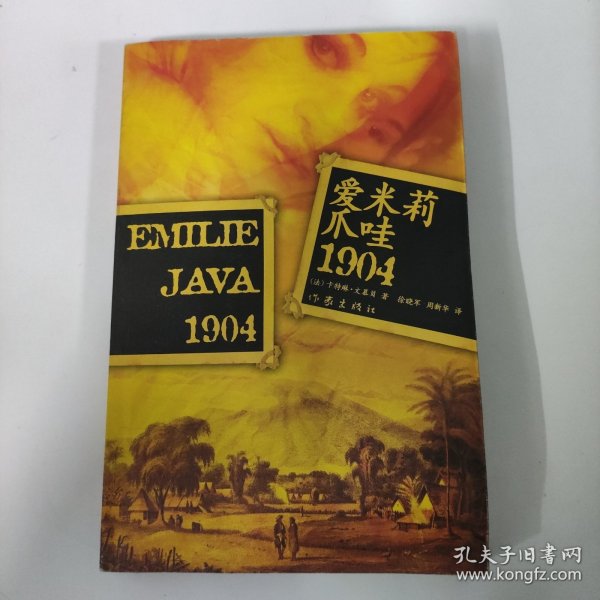 爱米莉
爪哇
1904
(法)卡特琳·文慕贝 著 徐晓军 周新华 译
作家出版社
EMILIE
JAVA
1904
孔夫子旧书网
www.kongfz.com